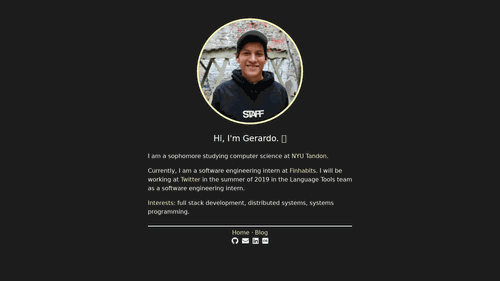 STAFF
Hi, I'm Gerardo.
I am a sophomore studying computer science at NYU Tandon.
Currently, I am a software engineering intern at Finhabits. I will be
working at Twitter in the summer of 2019 in the Language Tools team
as a software engineering intern.
Interests: full stack development, distributed systems, systems
programming.
Home · Blog